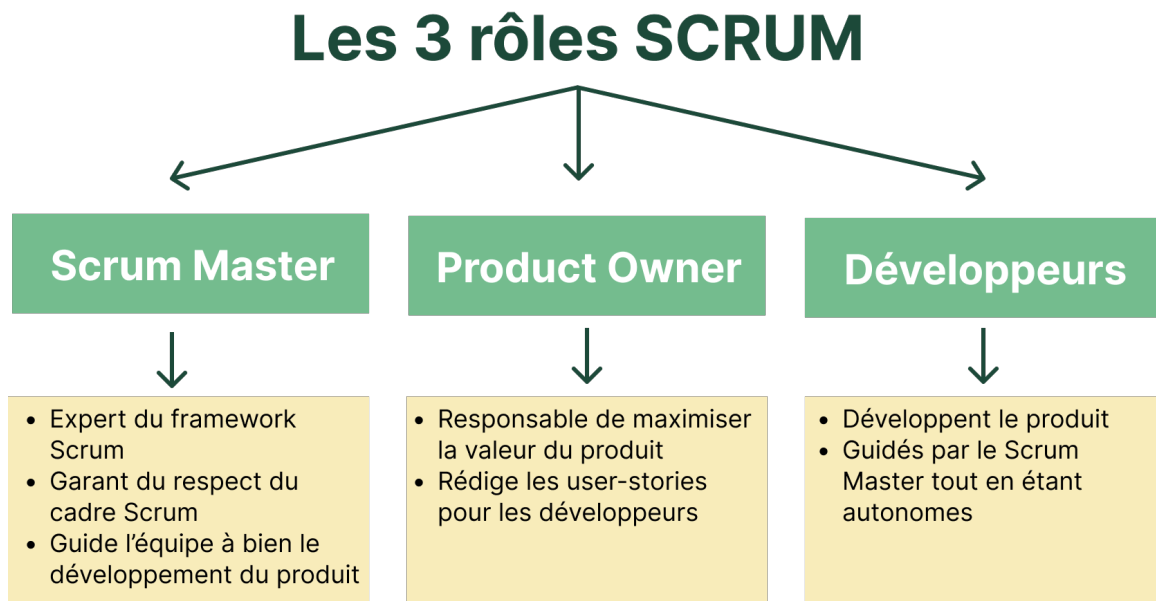 Les 3 rôles SCRUM
Scrum Master
Product Owner
Développeurs
• Expert du framework
Scrum
• Garant du respect du
cadre Scrum
• Guide l’équipe à bien le
développement du produit
• Responsable de maximiser
la valeur du produit
• Rédige les user-stories
pour les développeurs
• Développent le produit
• Guidés par le Scrum
Master tout en étant
autonomes